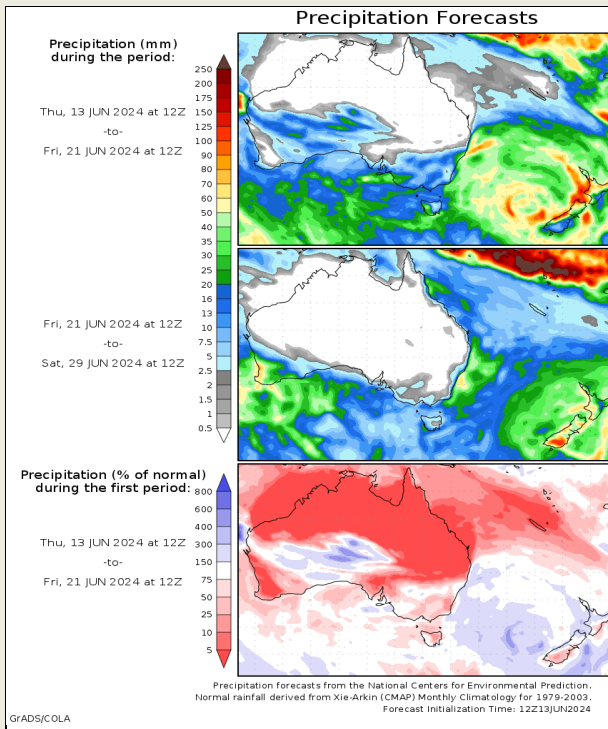 Precipitation Forecasts
Precipitation (mm)
during the period:
Thu, 13 JUN 2024 at 12Z
-to-
Fri, 21 JUN 2024 at 12Z
250
200
175
150
125
100
90
80
70
60
50
40
35
30
25
20
16
13
10
7.5
5
2.5
2
1.5
1
0.5
Fri, 21 JUN 2024 at 12Z
-to-
Sat, 29 JUN 2024 at 12Z
Precipitation (% of normal)
during the first period:
Thu, 13 JUN 2024 at 12Z
-to-
Fri, 21 JUN 2024 at 12Z
800
600
400
300
150
75
50
25
10
5
Precipitation forecasts from the National Centers for Environmental Prediction.
Normal rainfall derived from Xie-Arkin (CMAP) Monthly Climatology for 1979-2003.
Forecast Initialization Time: 12Z13JUN2024
GrADS/COLA